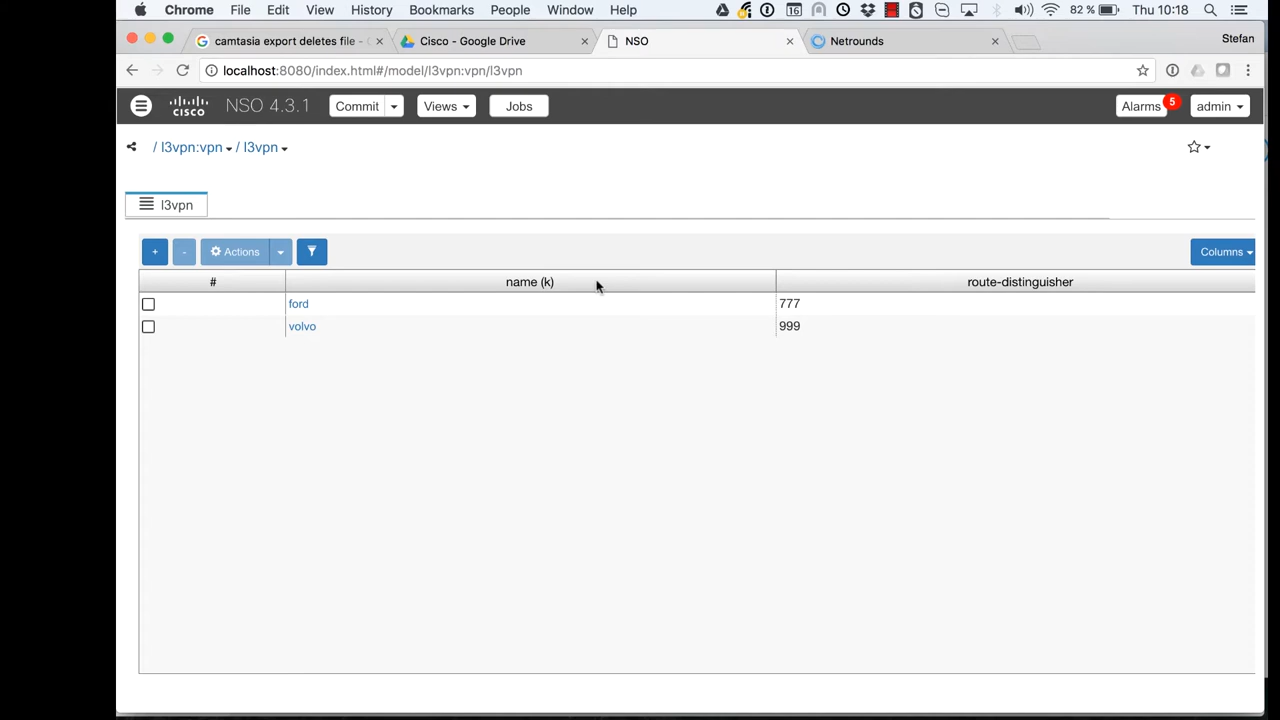 Chrome File Edit View History Bookmarks People Window Help 16 82 % Thu 10:18
camtasia export deletes file - Cisco - Google Drive NSO Netrounds Stefan
localhost:8080/index.html#/model/l3vpn:vpn/l3vpn
cisco NSO 4.3.1 Commit Views Jobs Alarms 5 admin
/ l3vpn:vpn / l3vpn
l3vpn
+ - Actions Columns
# name (k) route-distinguisher
ford 777
volvo 999